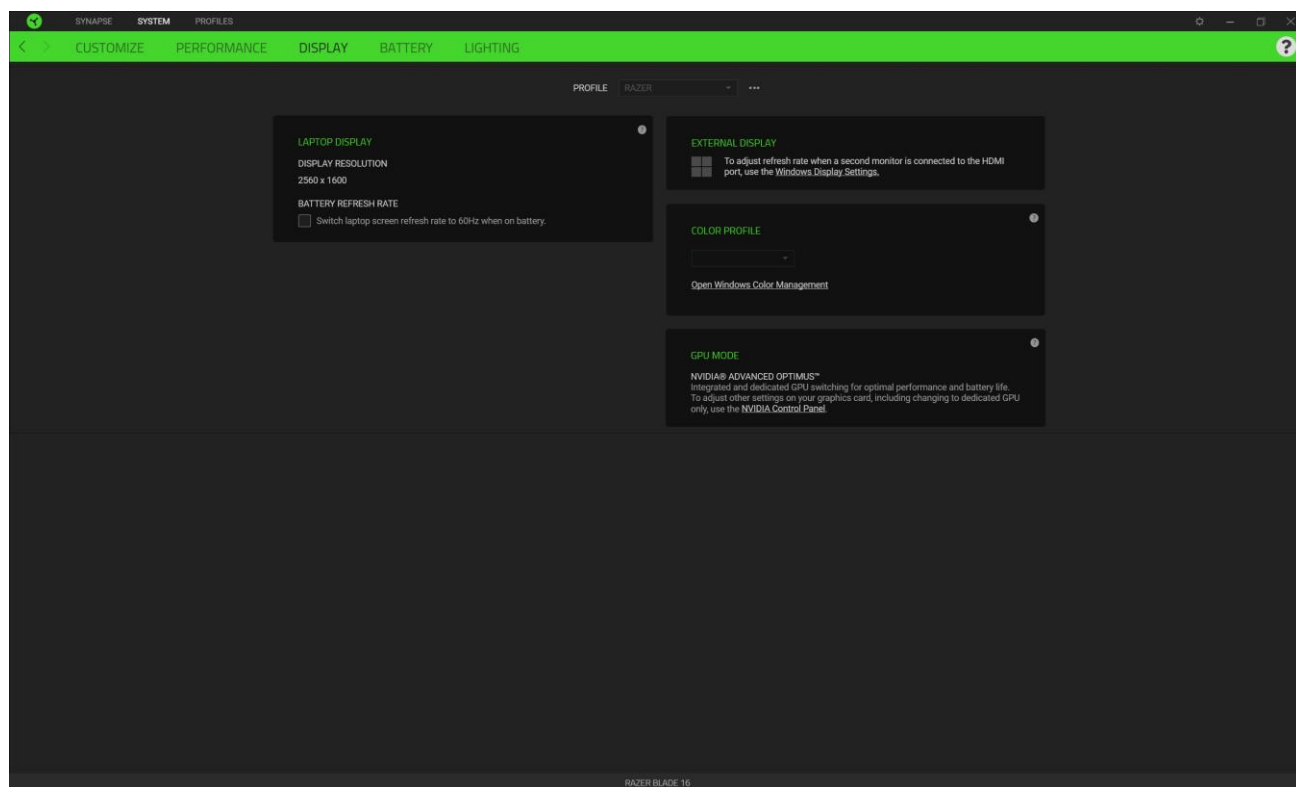 SYNAPSE SYSTEM PROFILES
CUSTOMIZE PERFORMANCE DISPLAY BATTERY LIGHTING ?
PROFILE RAZER
LAPTOP DISPLAY
DISPLAY RESOLUTION
2560 x 1600
BATTERY REFRESH RATE
Switch laptop screen refresh rate to 60Hz when on battery.
EXTERNAL DISPLAY
To adjust refresh rate when a second monitor is connected to the HDMI
port, use the Windows Display Settings.
COLOR PROFILE
Open Windows Color Management
GPU MODE
NVIDIA® ADVANCED OPTIMUS™
Integrated and dedicated GPU switching for optimal performance and battery life.
To adjust other settings on your graphics card, including changing to dedicated GPU
only, use the NVIDIA Control Panel.
RAZER BLADE 16